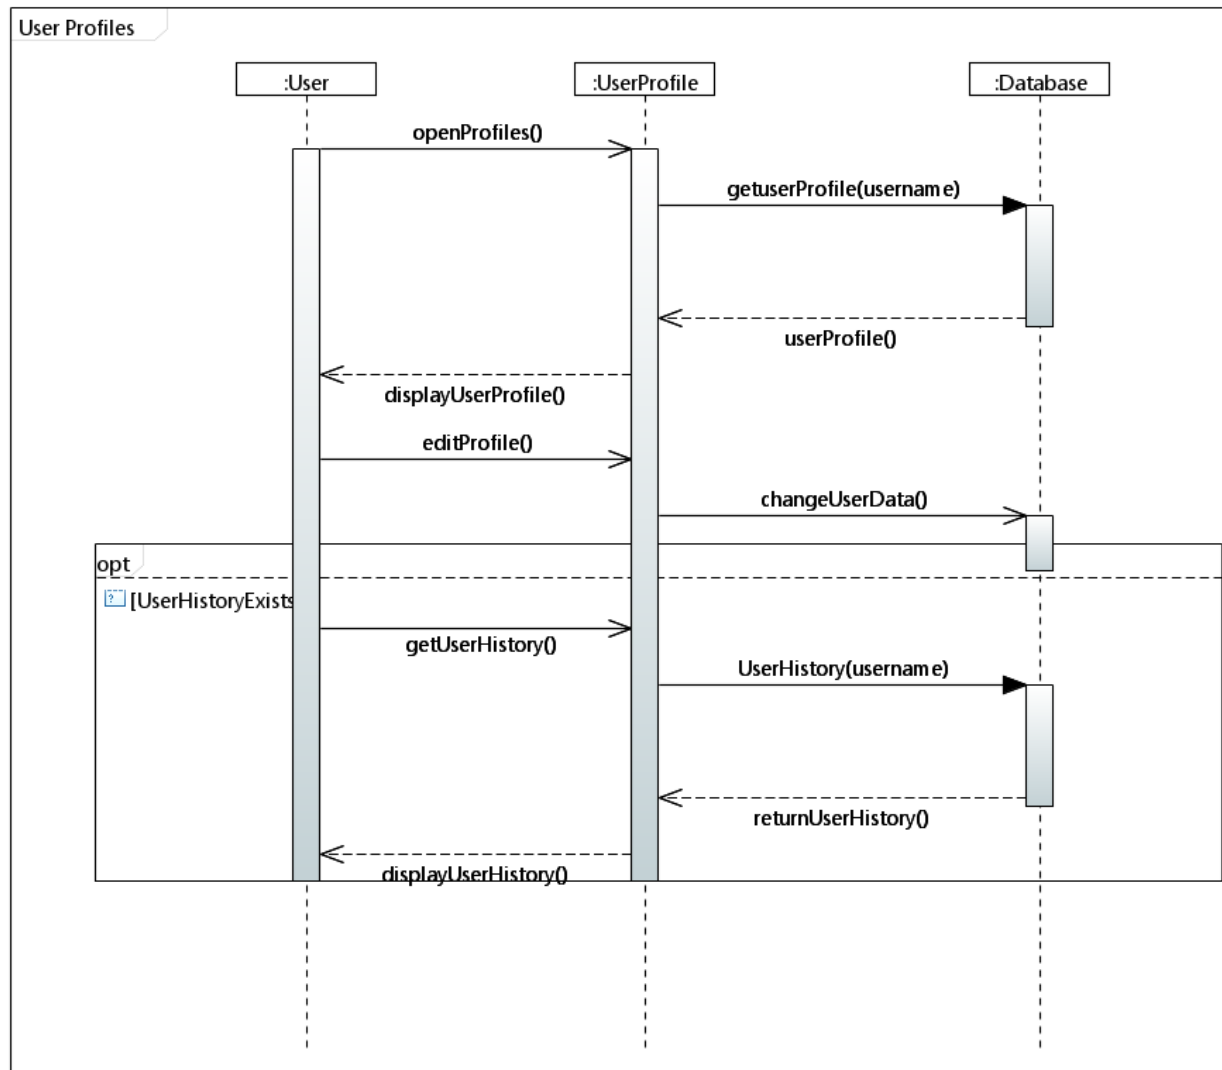 User Profiles
:User
:UserProfile
:Database
openProfiles()
getuserProfile(username)
userProfile()
displayUserProfile()
editProfile()
changeUserData()
opt
[UserHistoryExists
getUserHistory()
UserHistory(username)
returnUserHistory()
displayUserHistory()